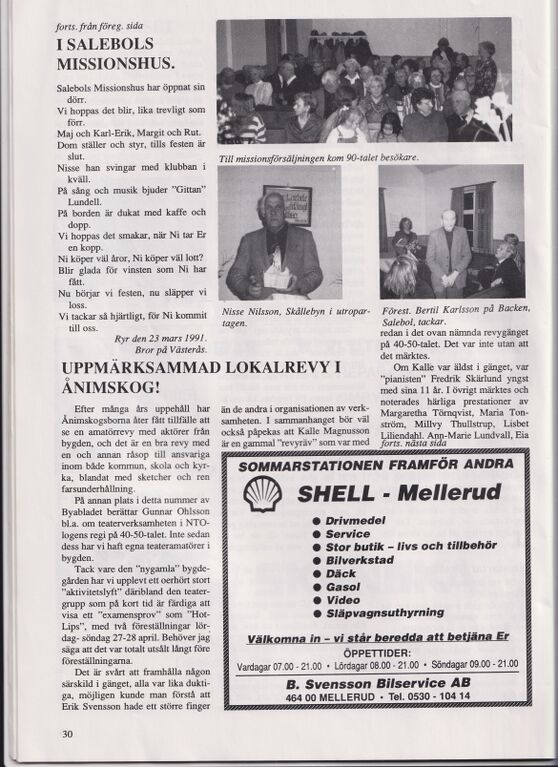 forts. från föreg. sida
I SALEBOLS
MISSIONSHUS.
Salebols Missionshus har öppnat sin
dörr.
Vi hoppas det blir, lika trevligt som
förr.
Maj och Karl-Erik, Margit och Rut.
Dom ställer och styr, tills festen är
slut.
Nisse han svingar med klubban i
kväll.
På sång och musik bjuder "Gittan"
Lundell.
På borden är dukat med kaffe och
dopp.
Vi hoppas det smakar, när Ni tar Er
en kopp.
Ni köper väl åror, Ni köper väl lott?
Blir glada för vinsten som Ni har
fått.
Nu börjar vi festen, nu släpper vi
loss.
Vi tackar så hjärtligt, för Ni kommit
till oss.
Ryr den 23 mars 1991.
Bror på Västerås.
Till missionsförsäljningen kom 90-talet besökare.
Nisse Nilsson, Skållebyn i utropar-
tagen.
Förest. Bertil Karlsson på Backen,
Salebol, tackar.
UPPMÄRKSAMMAD LOKALREVY I
ÅNIMSKOG!
Efter många års uppehåll har
Ånimskogsborna åter fått tillfälle att
se en amatörrevy med aktörer från
bygden, och det är en bra revy med
en och annan råsop till ansvariga
inom både kommun, skola och kyr-
ka, blandat med sketcher och ren
farsunderhållning.
På annan plats i detta nummer av
Byabladet berättar Gunnar Ohlsson
bl.a. om teaterverksamheten i NTO-
logens regi på 40-50-talet. Inte sedan
dess har vi haft egna teateramatörer i
bygden.
Tack vare den "nygamla" bygde-
gården har vi upplevt ett oerhört stort
"aktivitetslyft" däribland den teater-
grupp som på kort tid är färdiga att
visa ett "examensprov" som "Hot-
Lips", med två föreställningar lör-
dag- söndag 27-28 april. Behöver jag
säga att det var totalt utsålt långt före
föreställningarna.
Det är svårt att framhålla någon
särskild i gänget, alla var lika dukti-
ga, möjligen kunde man förstå att
Erik Svensson hade ett större finger
än de andra i organisationen av verk-
samheten. I sammanhanget bör väl
också påpekas att Kalle Magnusson
är en gammal "revyräv" som var med
redan i det ovan nämnda revygänget
på 40-50-talet. Det var inte utan att
det märktes.
Om Kalle var äldst i gänget, var
"pianisten" Fredrik Skärlund yngst
med sina 11 år. I övrigt märktes och
noterades härliga prestationer av
Margaretha Törnqvist, Maria Ton-
ström, Millvy Thullstrup, Lisbet
Liliendahl, Ann-Marie Lundvall, Eia
forts. nästa sida
SOMMARSTATIONEN FRAMFÖR ANDRA
SHELL - Mellerud
● Drivmedel
● Service
● Stor butik – livs och tillbehör
● Bilverkstad
● Däck
● Gasol
● Video
● Släpvagnsuthyrning
Välkomna in – vi står beredda att betjäna Er
ÖPPETTIDER:
Vardagar 07.00 - 21.00 • Lördagar 08.00 - 21.00 • Söndagar 09.00 - 21.00
B. Svensson Bilservice AB
464 00 MELLERUD • Tel. 0530 - 104 14
30